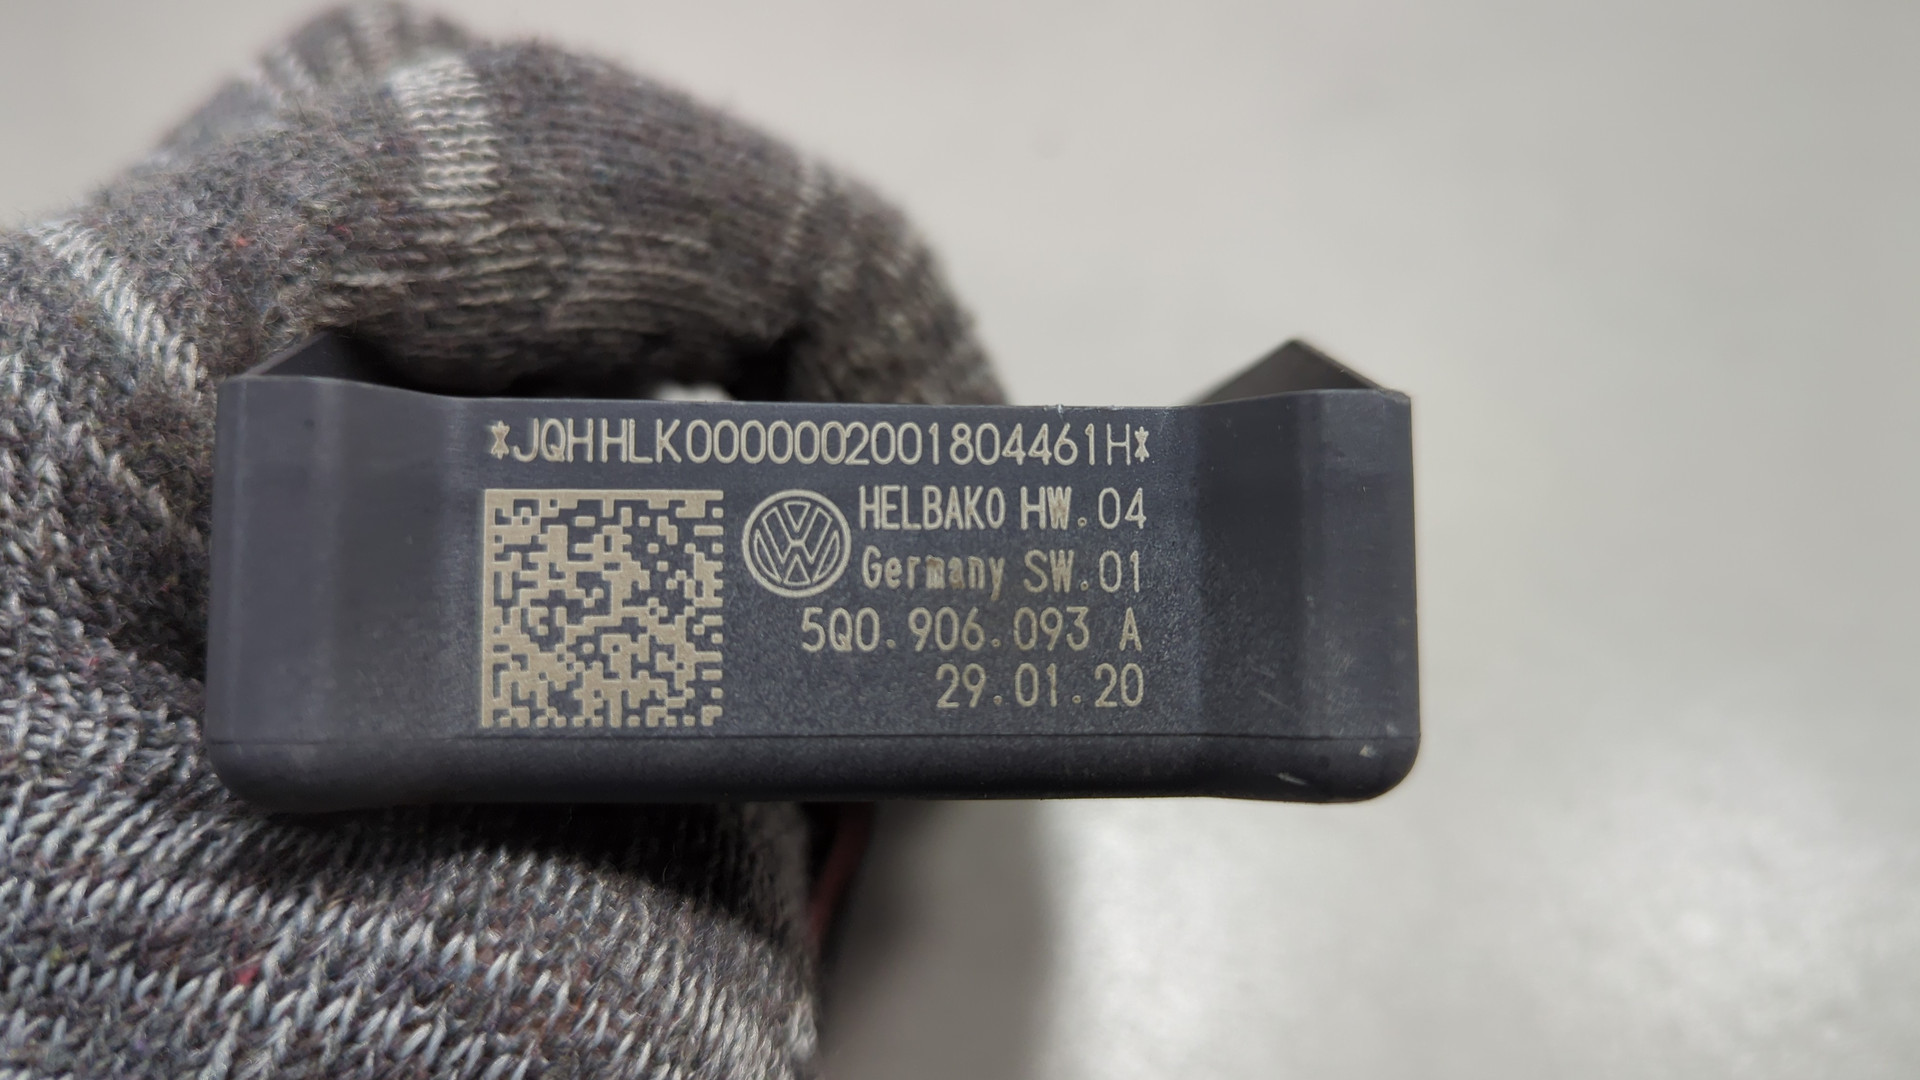 *JQHHLK0000002001804461H*
HELBAKO HW.04
Germany SW.01
5Q0.906.093 A
29.01.20